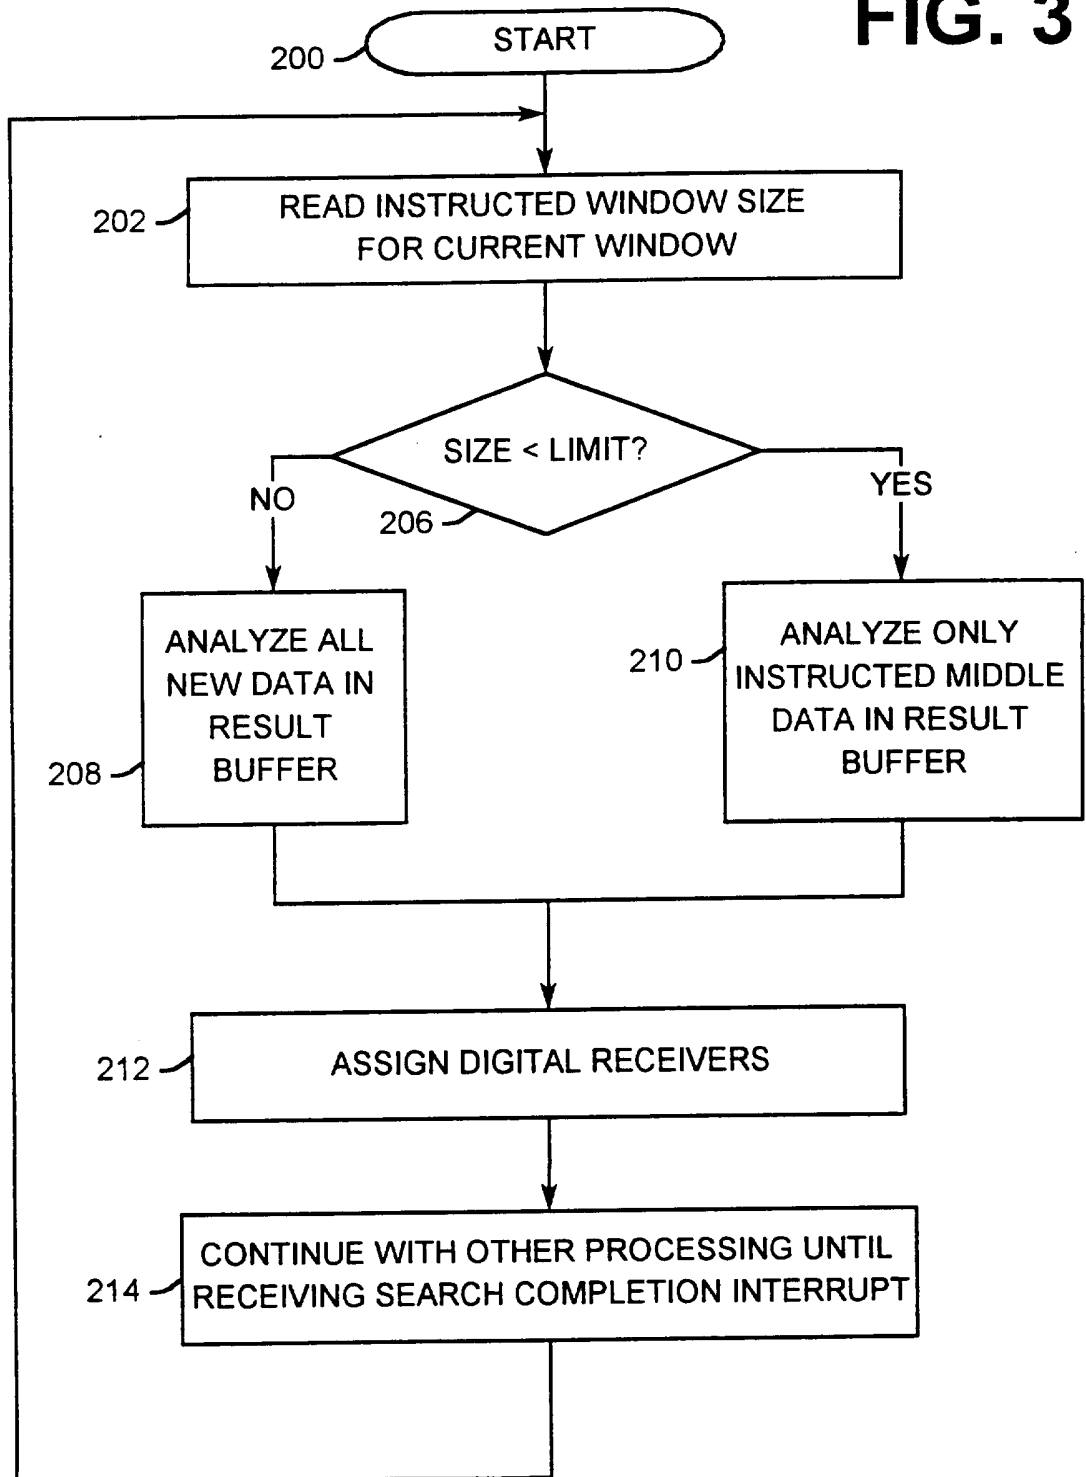 FIG. 3
START
200
READ INSTRUCTED WINDOW SIZE
FOR CURRENT WINDOW
202
SIZE < LIMIT?
NO
YES
206
ANALYZE ALL
NEW DATA IN
RESULT
BUFFER
208
ANALYZE ONLY
INSTRUCTED MIDDLE
DATA IN RESULT
BUFFER
210
ASSIGN DIGITAL RECEIVERS
212
CONTINUE WITH OTHER PROCESSING UNTIL
RECEIVING SEARCH COMPLETION INTERRUPT
214